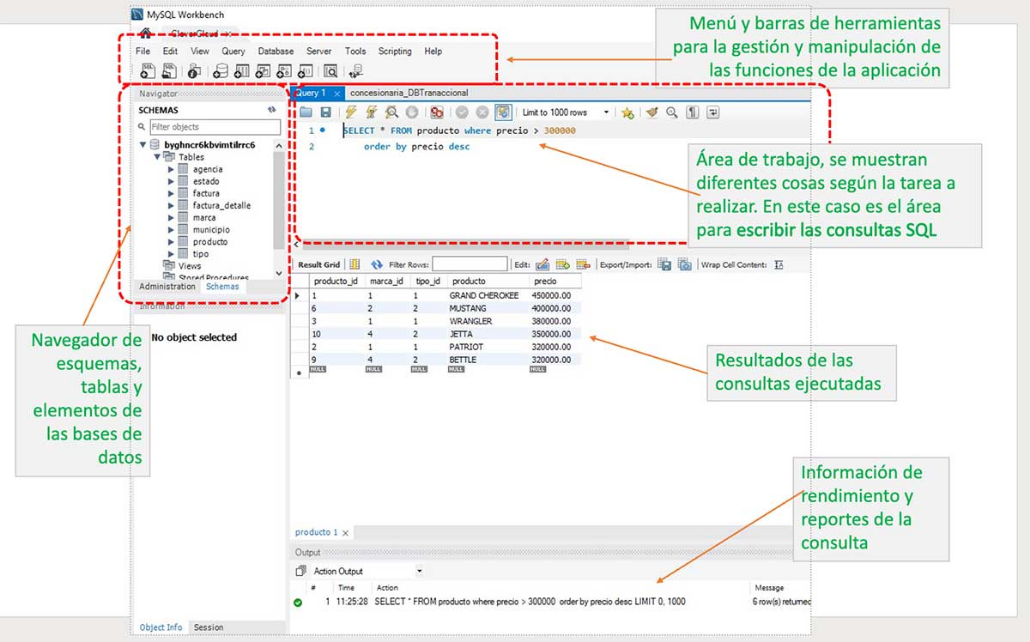 MySQL Workbench
CleverCloud
File Edit View Query Database Server Tools Scripting Help
Menú y barras de herramientas
para la gestión y manipulación de
las funciones de la aplicación
Navigator
SCHEMAS
Filter objects
byghncr6kbvimtilrrc6
Tables
agencia
estado
factura
factura_detalle
marca
municipio
producto
tipo
Views
Stored Procedures
Administration Schemas
Information
No object selected
Query 1 concesionaria_DBTranaccional
Limit to 1000 rows
1 SELECT * FROM producto where precio > 300000
2 order by precio desc
Área de trabajo, se muestran
diferentes cosas según la tarea a
realizar. En este caso es el área
para escribir las consultas SQL
Result Grid Filter Rows: Edit: Export/Import: Wrap Cell Content:
producto_id marca_id tipo_id producto precio
1 1 1 GRAND CHEROKEE 450000.00
6 2 2 MUSTANG 400000.00
3 1 1 WRANGLER 380000.00
10 4 2 JETTA 350000.00
2 1 1 PATRIOT 320000.00
9 4 2 BETTLE 320000.00
NULL NULL NULL NULL NULL
Navegador de
esquemas,
tablas y
elementos de
las bases de
datos
Resultados de las
consultas ejecutadas
Información de
rendimiento y
reportes de la
consulta
producto 1
Output
Action Output
# Time Action Message
1 11:25:28 SELECT * FROM producto where precio > 300000 order by precio desc LIMIT 0, 1000 6 row(s) returned
Object Info Session